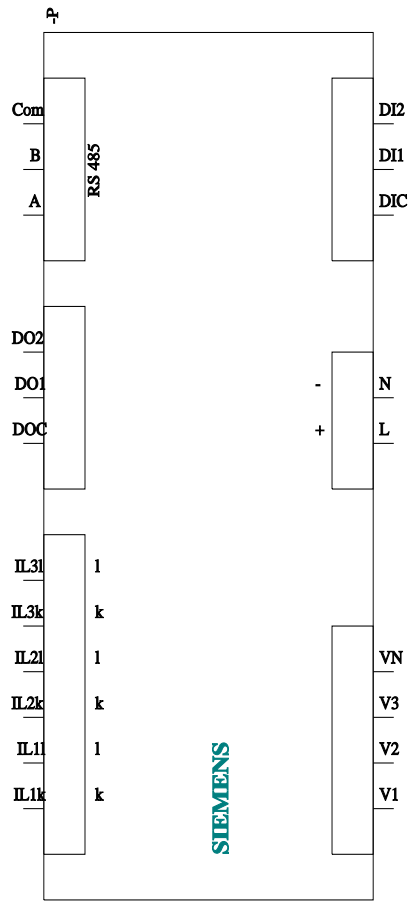 -P
Com
B
A
RS 485
DI2
DI1
DIC
DO2
DO1
DOC
- N
+ L
IL3l l
IL3k k
IL2l l
IL2k k
IL1l l
IL1k k
VN
V3
V2
V1
SIEMENS